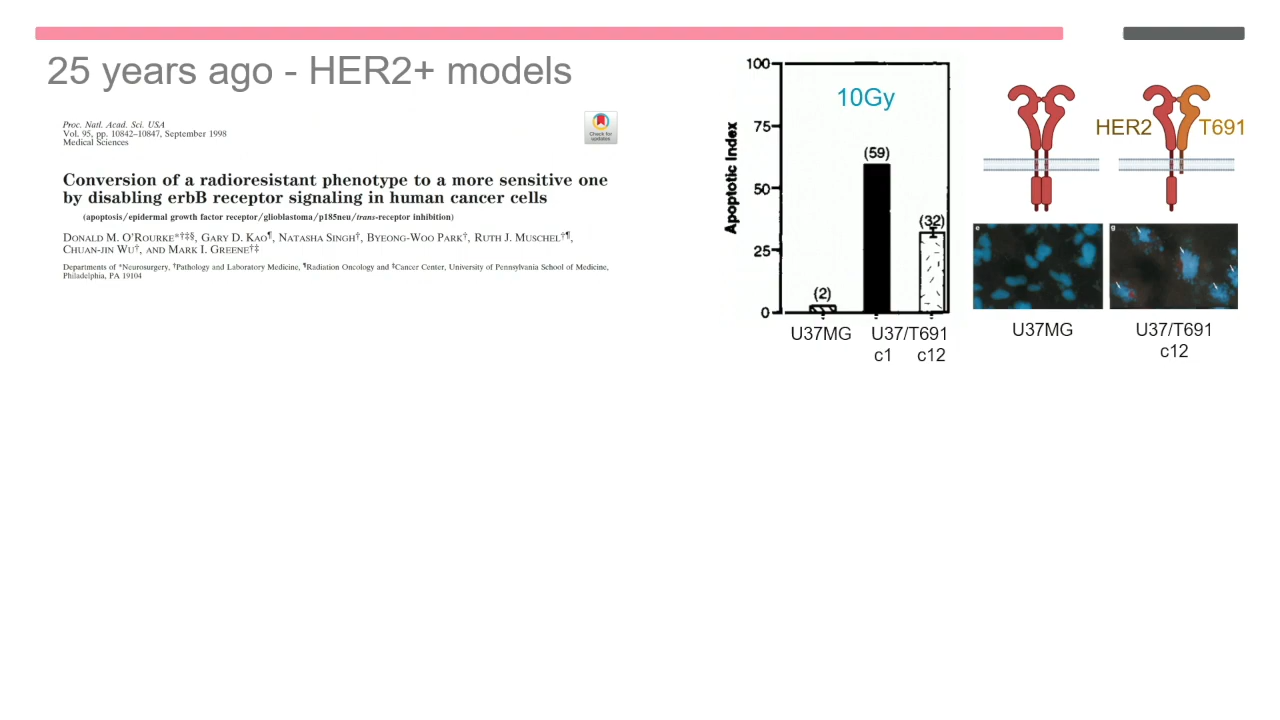 25 years ago - HER2+ models
Proc. Natl. Acad. Sci. USA
Vol. 95, pp. 10842–10847, September 1998
Medical Sciences
Check for
updates
Conversion of a radioresistant phenotype to a more sensitive one
by disabling erbB receptor signaling in human cancer cells
(apoptosis/epidermal growth factor receptor/glioblastoma/p185neu/trans-receptor inhibition)
DONALD M. O'ROURKE*†‡§, GARY D. KAO¶, NATASHA SINGH†, BYEONG-WOO PARK†, RUTH J. MUSCHEL†¶,
CHUAN-JIN WU†, AND MARK I. GREENE†‡
Departments of *Neurosurgery, †Pathology and Laboratory Medicine, ¶Radiation Oncology and ‡Cancer Center, University of Pennsylvania School of Medicine,
Philadelphia, PA 19104
Apoptotic Index
100
75
50
25
0
10Gy
(2)
(59)
(32)
U37MG U37/T691
c1 c12
HER2 T691
e
g
U37MG
U37/T691
c12